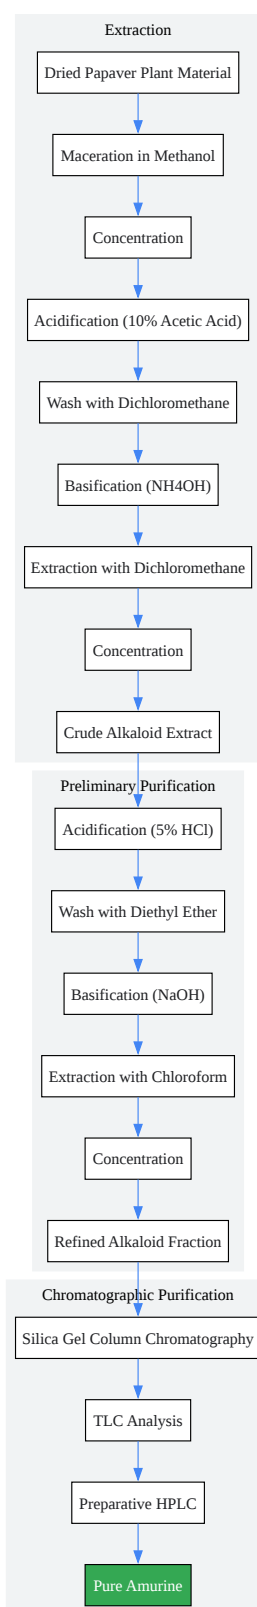 Extraction
Dried Papaver Plant Material
Maceration in Methanol
Concentration
Acidification (10% Acetic Acid)
Wash with Dichloromethane
Basification (NH4OH)
Extraction with Dichloromethane
Concentration
Crude Alkaloid Extract
Preliminary Purification
Acidification (5% HCl)
Wash with Diethyl Ether
Basification (NaOH)
Extraction with Chloroform
Concentration
Refined Alkaloid Fraction
Chromatographic Purification
Silica Gel Column Chromatography
TLC Analysis
Preparative HPLC
Pure Amurine